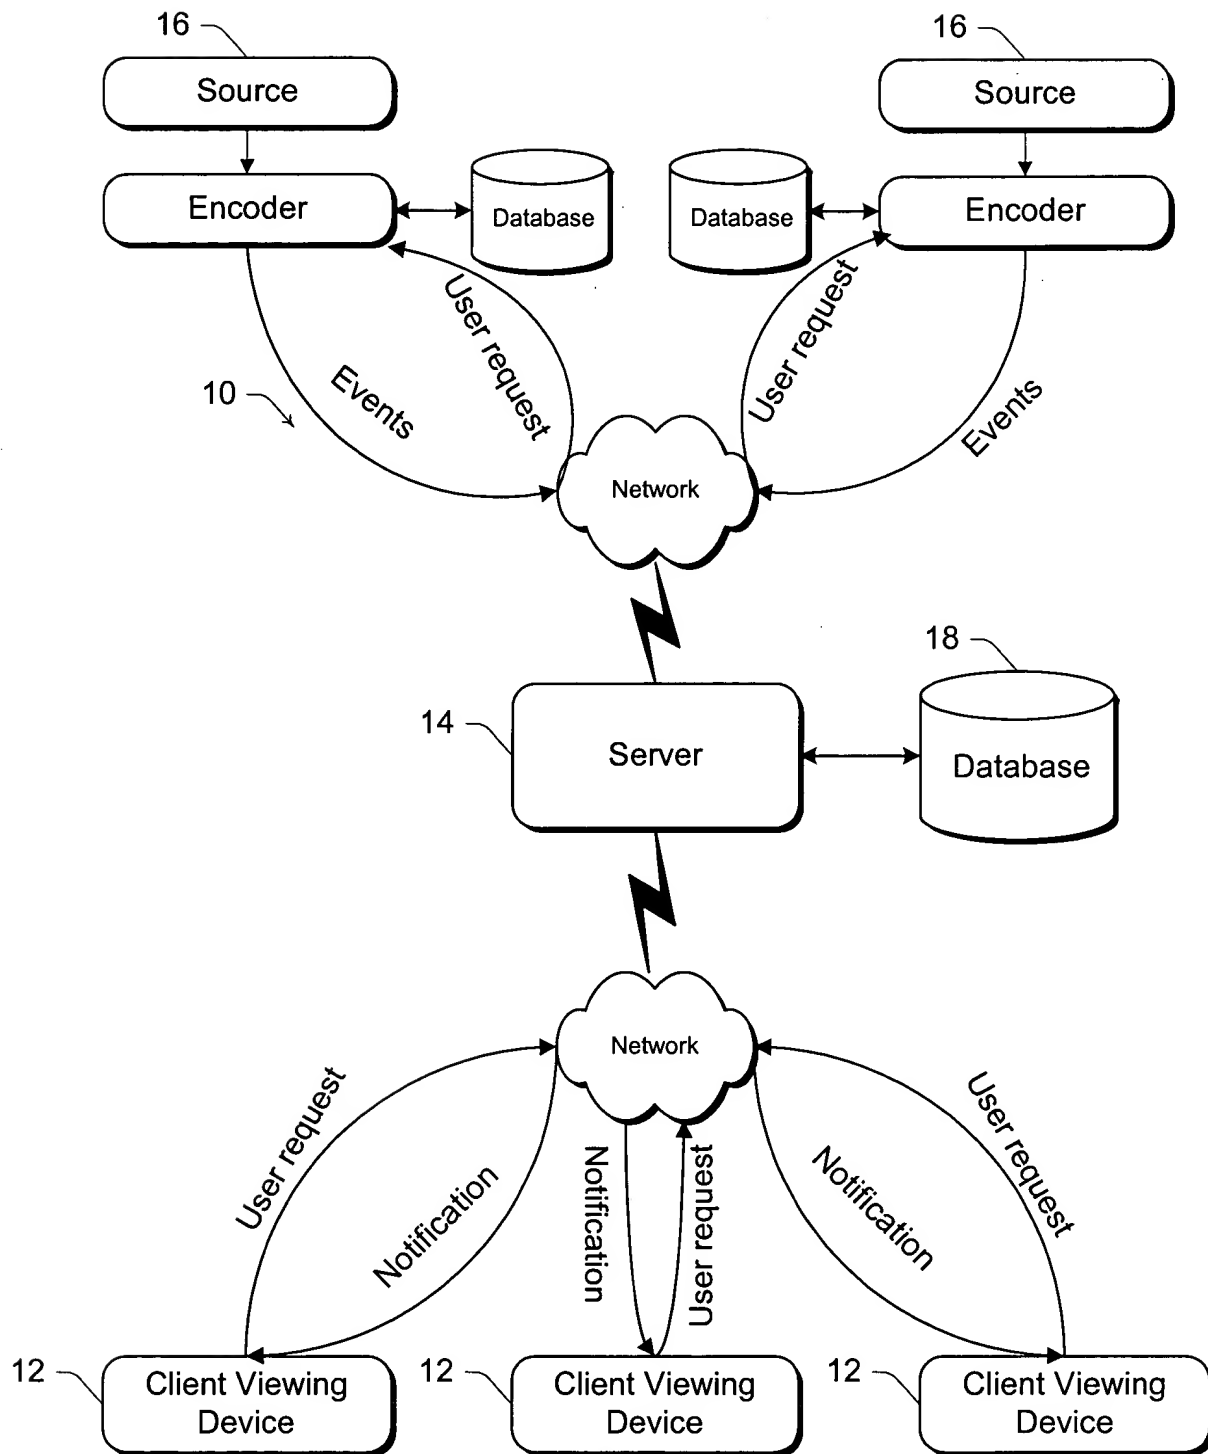 16
16
Source
Source
Encoder
Database
Database
Encoder
User request
User request
10
Events
Events
Network
18
14
Server
Database
Network
User request
Notification
Notification
User request
Notification
User request
12
Client Viewing
Device
12
Client Viewing
Device
12
Client Viewing
Device